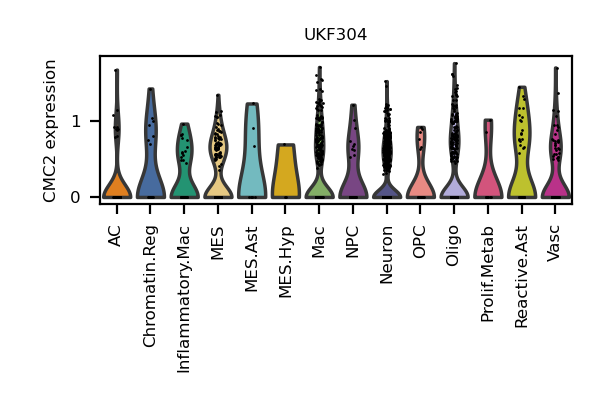 UKF304
CMC2 expression
1
0
AC
Chromatin.Reg
Inflammatory.Mac
MES
MES.Ast
MES.Hyp
Mac
NPC
Neuron
OPC
Oligo
Prolif.Metab
Reactive.Ast
Vasc